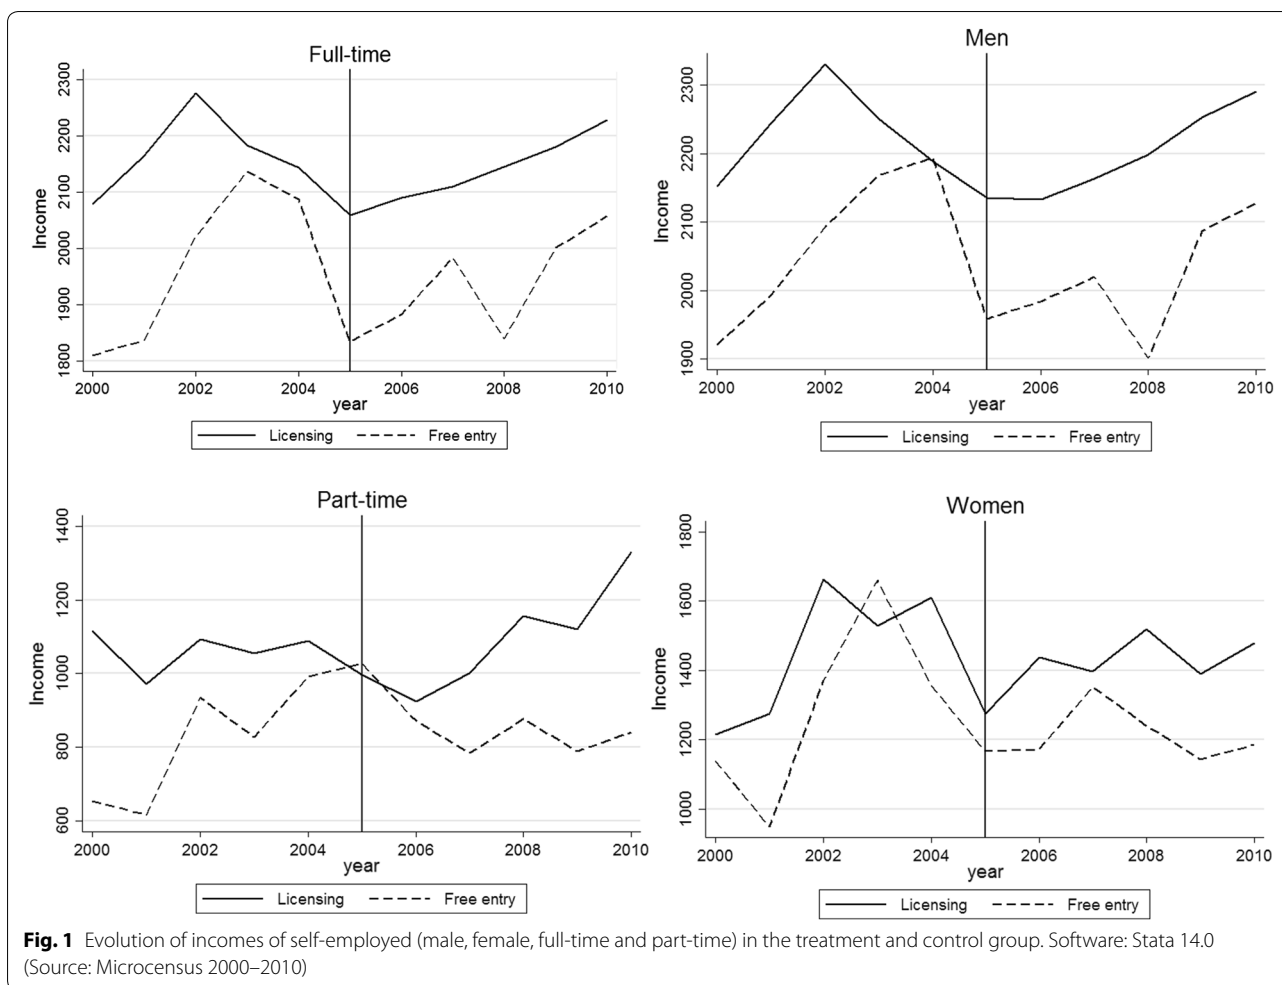 Full-time
2300
2200
2100
2000
1900
1800
Income
2000 2002 2004 2006 2008 2010
year
Licensing Free entry
Men
2300
2200
2100
2000
1900
Income
2000 2002 2004 2006 2008 2010
year
Licensing Free entry
Part-time
1400
1200
1000
800
600
Income
2000 2002 2004 2006 2008 2010
year
Licensing Free entry
Women
1800
1600
1400
1200
1000
Income
2000 2002 2004 2006 2008 2010
year
Licensing Free entry
Fig. 1 Evolution of incomes of self-employed (male, female, full-time and part-time) in the treatment and control group. Software: Stata 14.0
(Source: Microcensus 2000–2010)